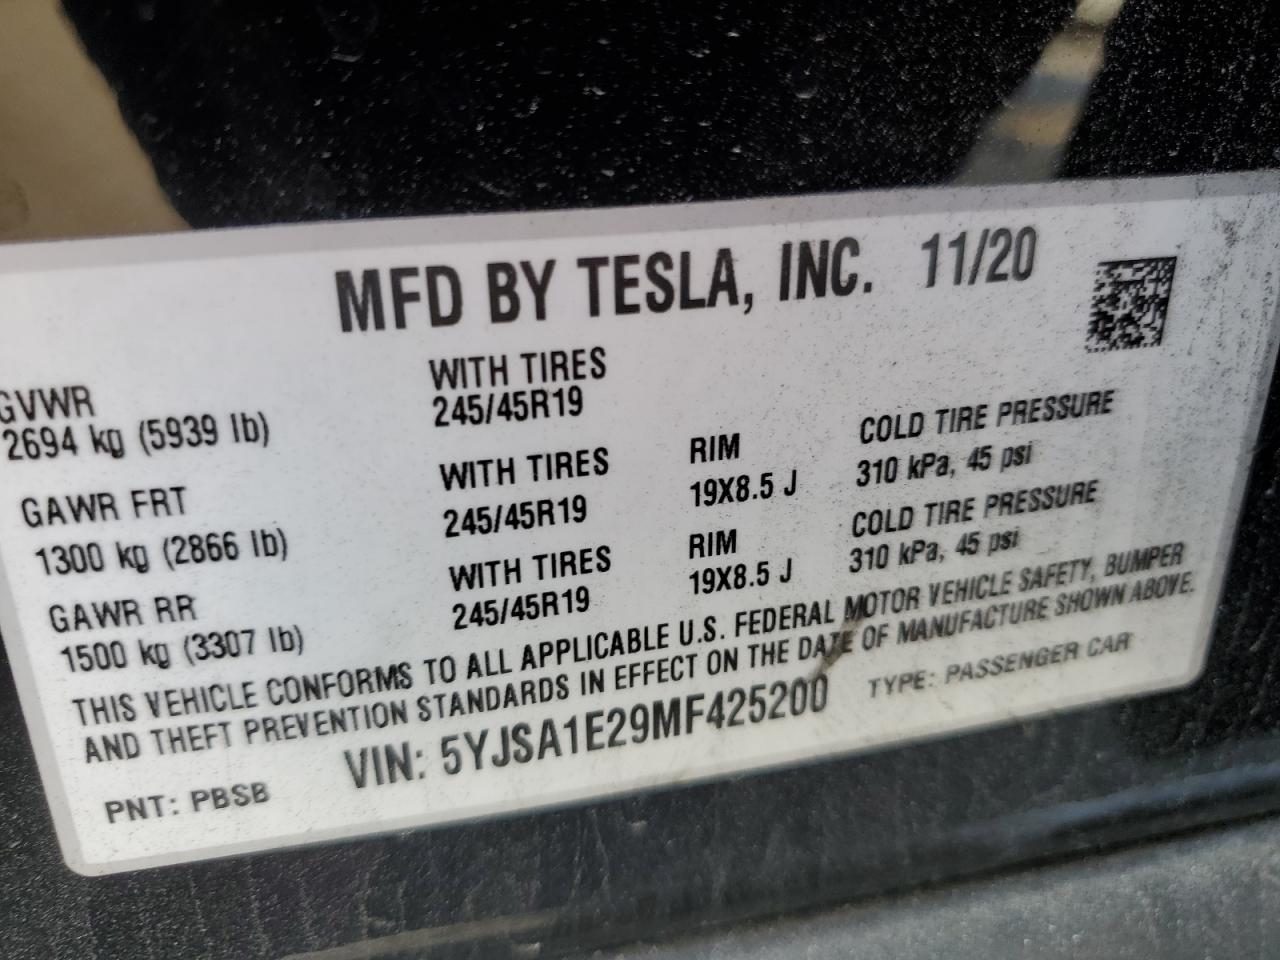 MFD BY TESLA, INC. 11/20
GVWR
2694 kg (5939 lb)
WITH TIRES
245/45R19
GAWR FRT
1300 kg (2866 lb)
WITH TIRES
245/45R19
RIM
19X8.5 J
COLD TIRE PRESSURE
310 kPa, 45 psi
GAWR RR
1500 kg (3307 lb)
WITH TIRES
245/45R19
RIM
19X8.5 J
COLD TIRE PRESSURE
310 kPa, 45 psi
THIS VEHICLE CONFORMS TO ALL APPLICABLE U.S. FEDERAL MOTOR VEHICLE SAFETY, BUMPER
AND THEFT PREVENTION STANDARDS IN EFFECT ON THE DATE OF MANUFACTURE SHOWN ABOVE.
VIN: 5YJSA1E29MF425200 TYPE: PASSENGER CAR
PNT: PBSB